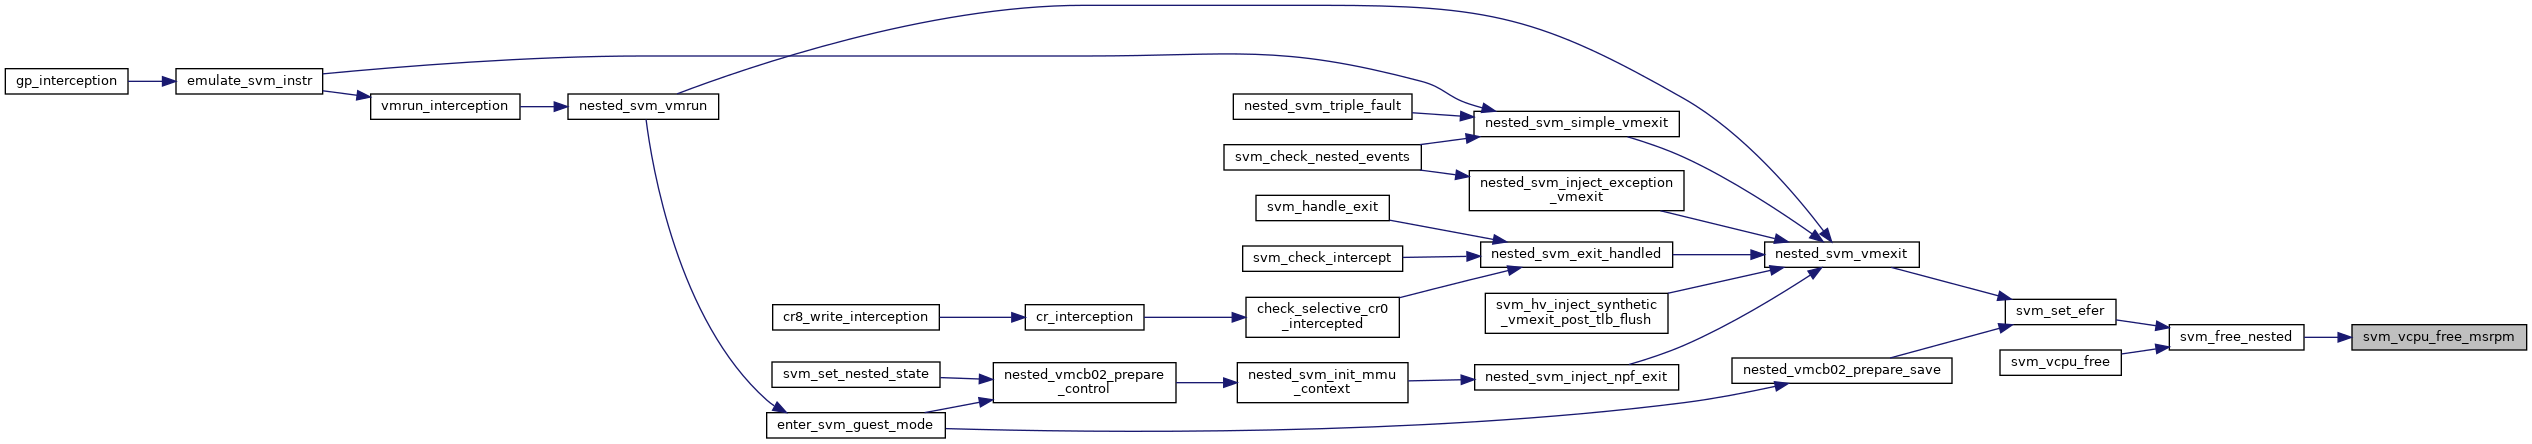 gp_interception
emulate_svm_instr
vmrun_interception
nested_svm_vmrun
nested_svm_triple_fault
nested_svm_simple_vmexit
svm_check_nested_events
nested_svm_inject_exception
_vmexit
svm_handle_exit
svm_check_intercept
nested_svm_exit_handled
nested_svm_vmexit
svm_hv_inject_synthetic
_vmexit_post_tlb_flush
cr8_write_interception
cr_interception
check_selective_cr0
_intercepted
svm_set_efer
svm_free_nested
svm_vcpu_free_msrpm
svm_vcpu_free
svm_set_nested_state
nested_vmcb02_prepare
_control
nested_svm_init_mmu
_context
nested_svm_inject_npf_exit
nested_vmcb02_prepare_save
enter_svm_guest_mode